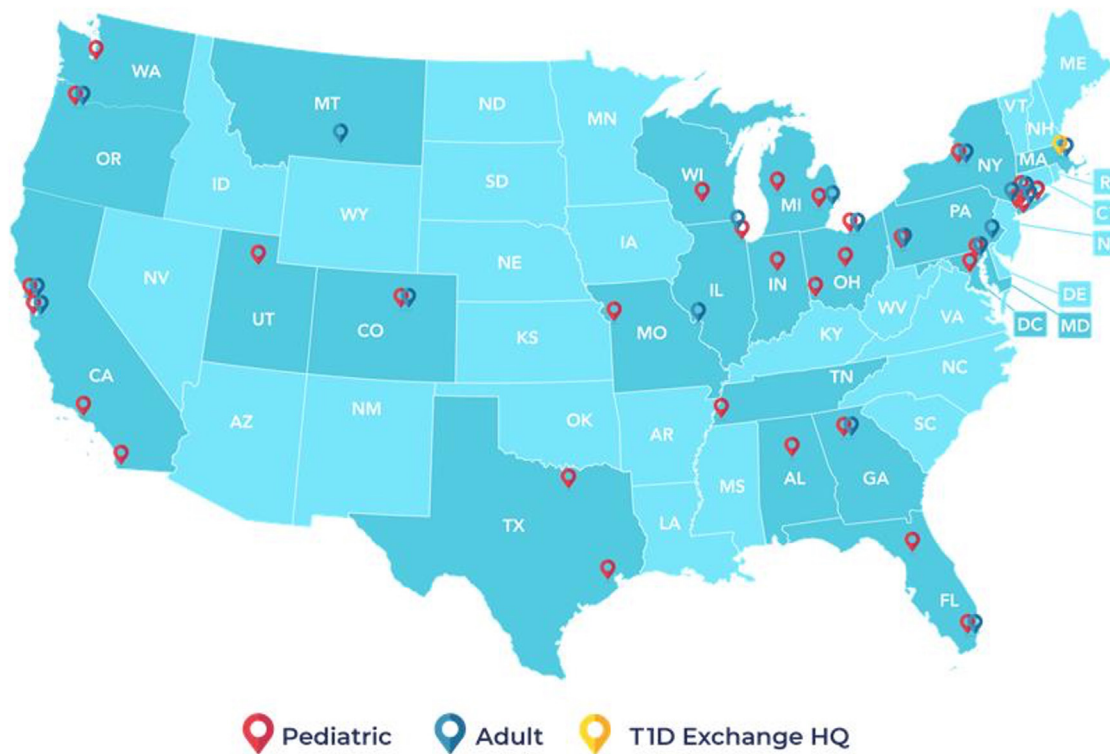 WA
MT
ND
MN
ME
VT
NH
OR
ID
SD
WI
MI
NY
MA
R
WY
C
PA
N
IA
NV
NE
IL
IN
OH
DE
UT
CO
WV
VA
MD
DC
CA
KS
MO
KY
AZ
NM
OK
AR
TN
NC
SC
TX
LA
MS
AL
GA
FL
Pediatric
Adult
T1D Exchange HQ